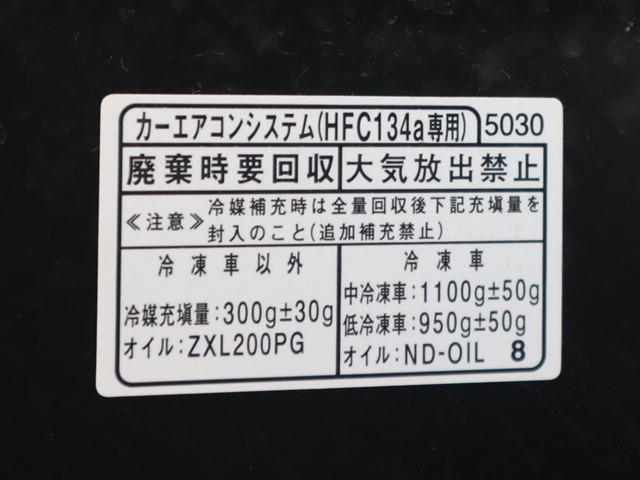 カーエアコンシステム(HFC134a専用) 5030
廃棄時要回収 大気放出禁止
≪注意≫ 冷媒補充時は全量回収後下記充填量を
封入のこと(追加補充禁止)
冷凍車以外
冷媒充填量:300g±30g
オイル:ZXL200PG
冷凍車
中冷凍車:1100g±50g
低冷凍車:950g±50g
オイル:ND-OIL 8